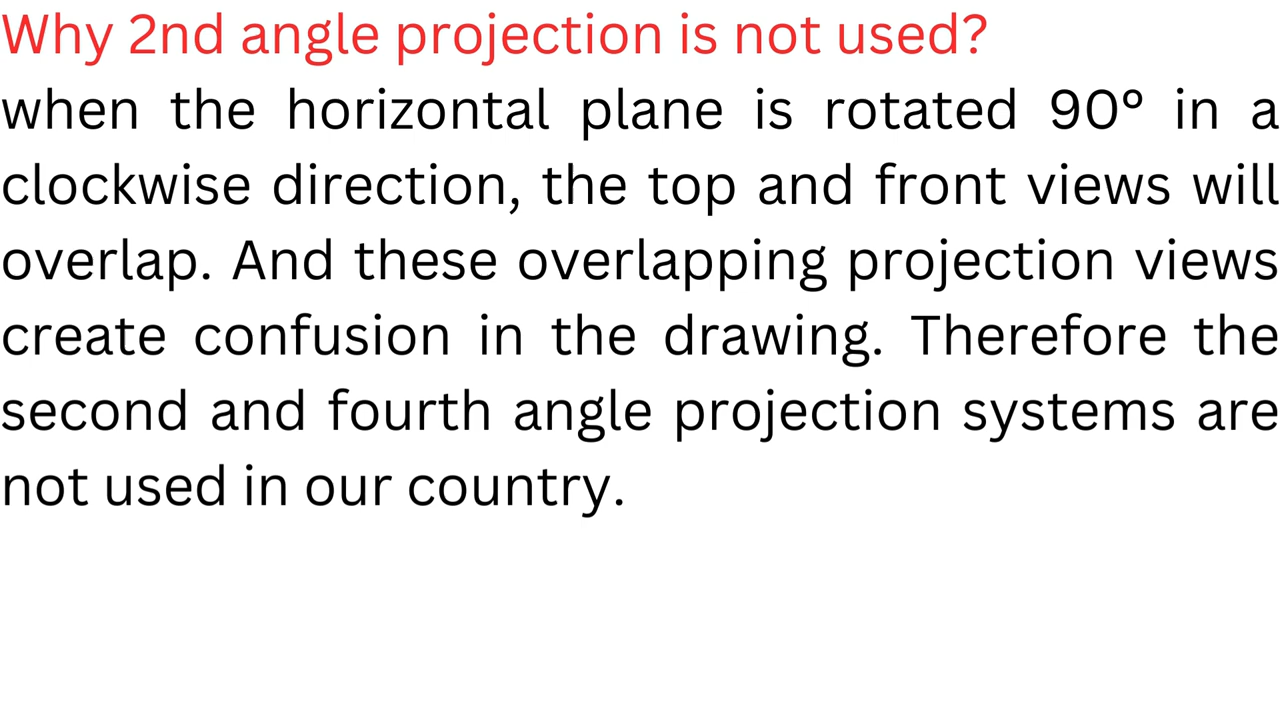 Why 2nd angle projection is not used?
when the horizontal plane is rotated 90° in a
clockwise direction, the top and front views will
overlap. And these overlapping projection views
create confusion in the drawing. Therefore the
second and fourth angle projection systems are
not used in our country.